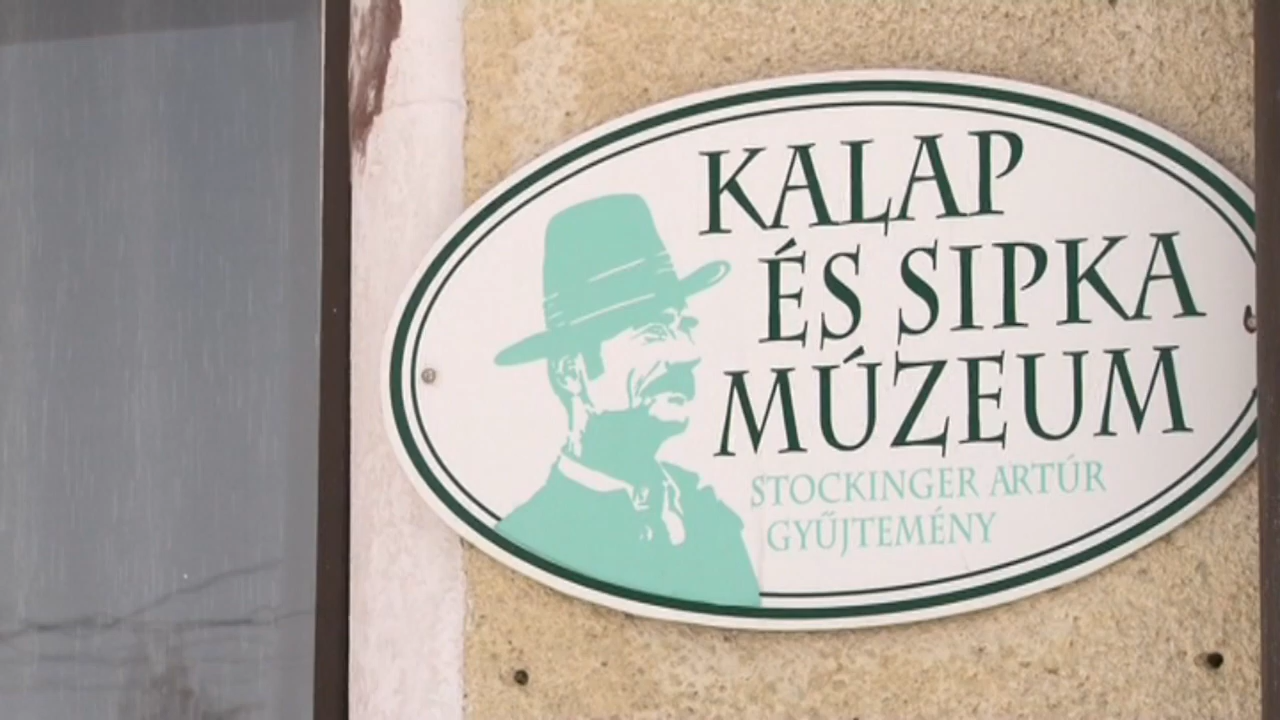 KALAP
ÉS SIPKA
MÚZEUM
STOCKINGER ARTÚR
GYŰJTEMÉNY